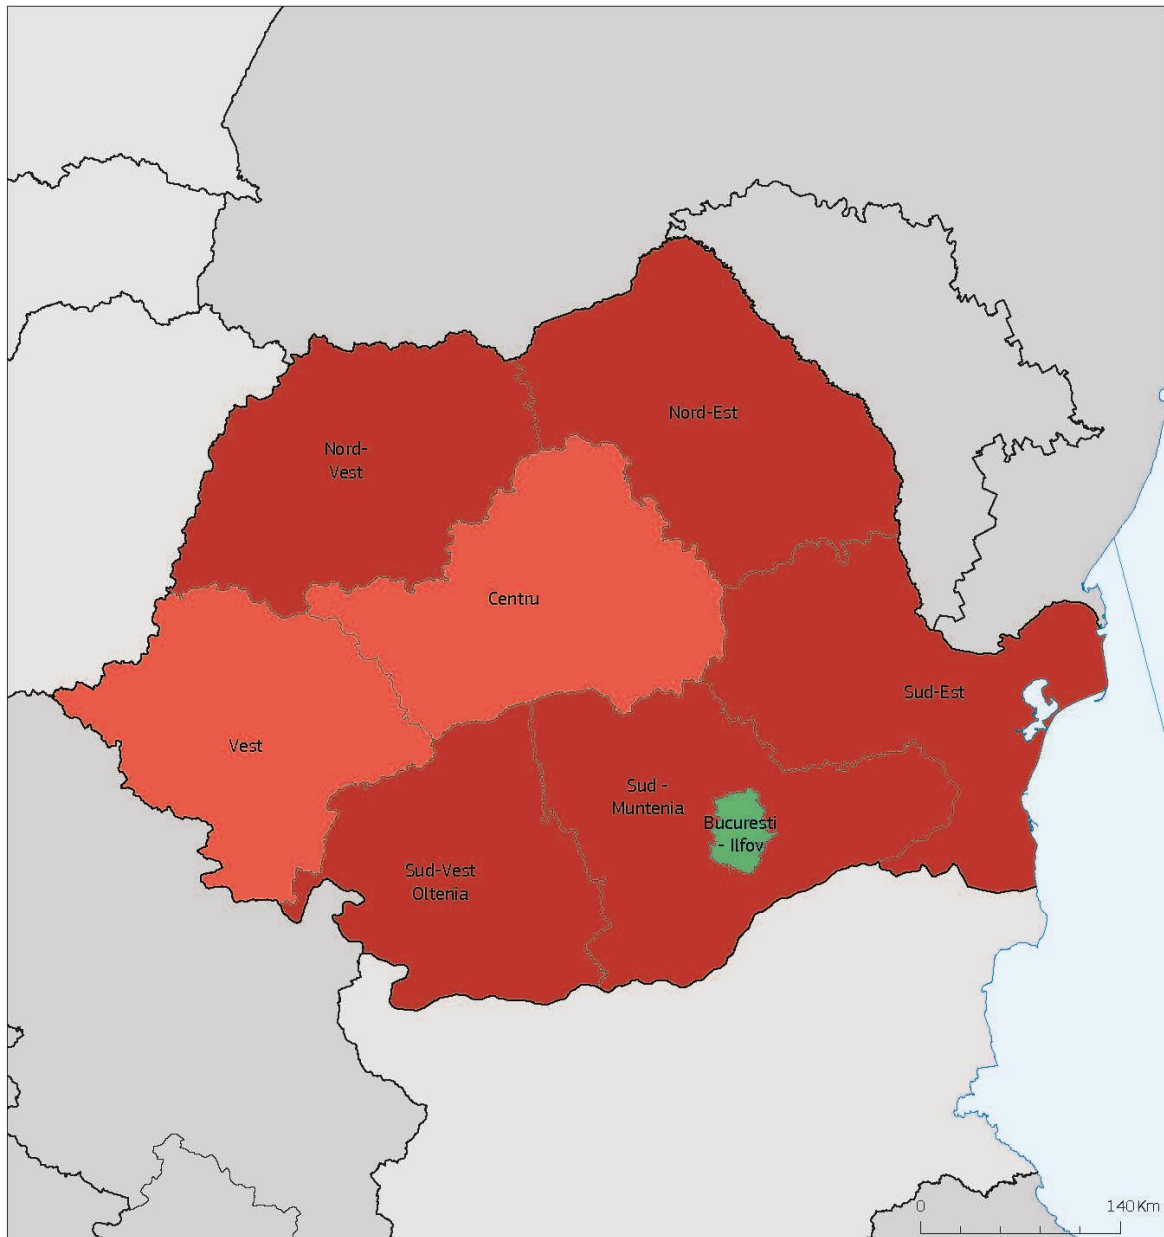 Nord-Est
Nord-
Vest
Centru
Sud-Est
Vest
Sud -
Muntenia
Bucuresti
- Ilfov
Sud-Vest
Oltenia
0 140 Km